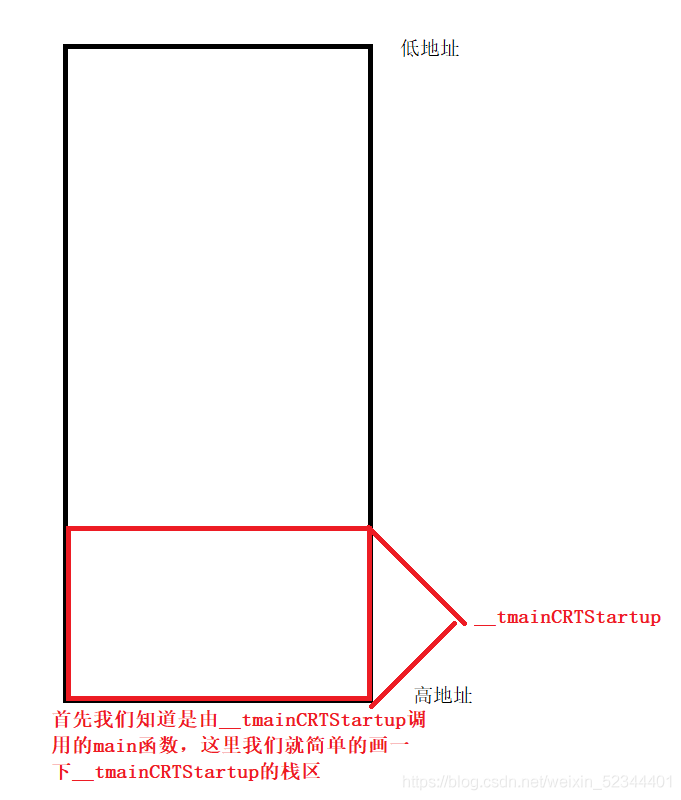 低地址
__tmainCRTStartup
高地址
首先我们知道是由__tmainCRTStartup调
用的main函数，这里我们就简单的画一
下__tmainCRTStartup的栈区
https://blog.csdn.net/weixin_52344401